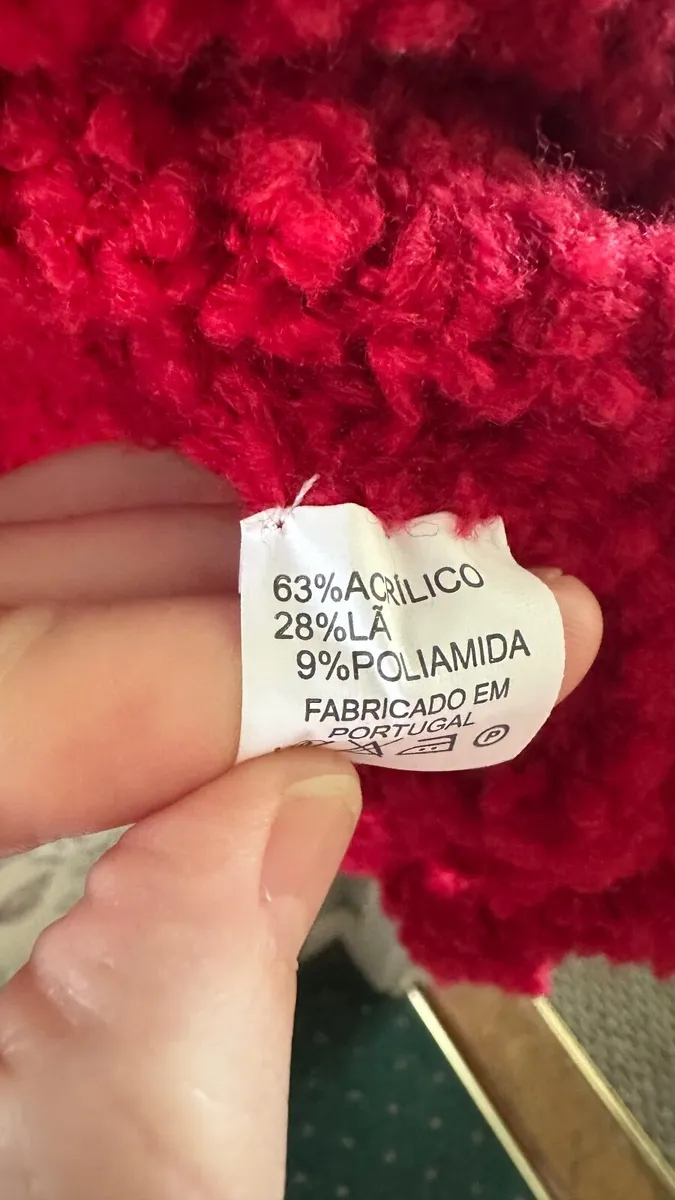 63%ACRÍLICO
28%LÃ
9%POLIAMIDA
FABRICADO EM
PORTUGAL
P